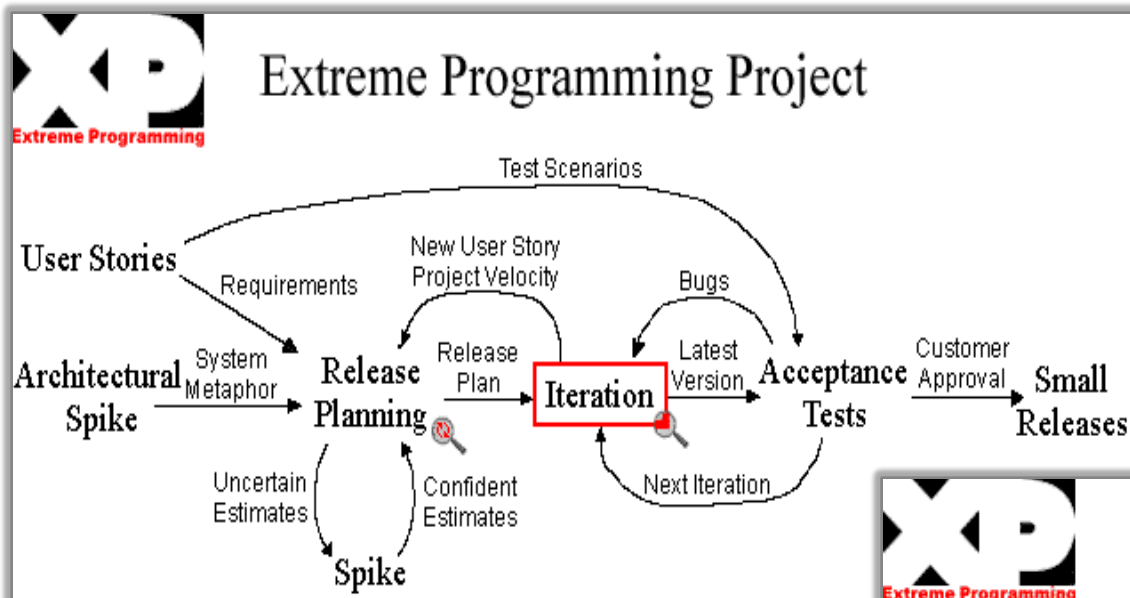 XP
Extreme Programming
Extreme Programming Project
Test Scenarios
User Stories
Requirements
New User Story
Project Velocity
Bugs
Architectural
Spike
System
Metaphor
Release
Planning
Release
Plan
Iteration
Latest
Version
Acceptance
Tests
Customer
Approval
Small
Releases
Uncertain
Estimates
Confident
Estimates
Next Iteration
Spike
XP
Extreme Programming